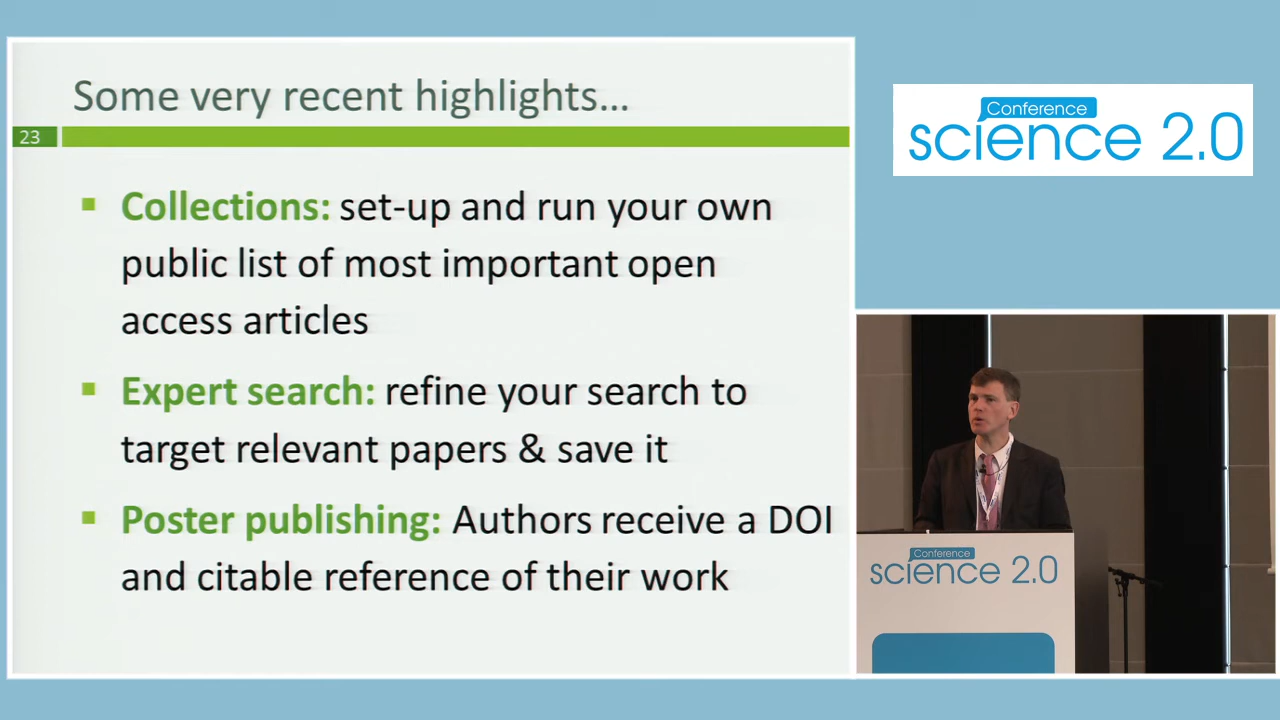 Some very recent highlights...
23
Collections: set-up and run your own
public list of most important open
access articles
Expert search: refine your search to
target relevant papers & save it
Poster publishing: Authors receive a DOI
and citable reference of their work
Conference
science 2.0
Conference
science 2.0